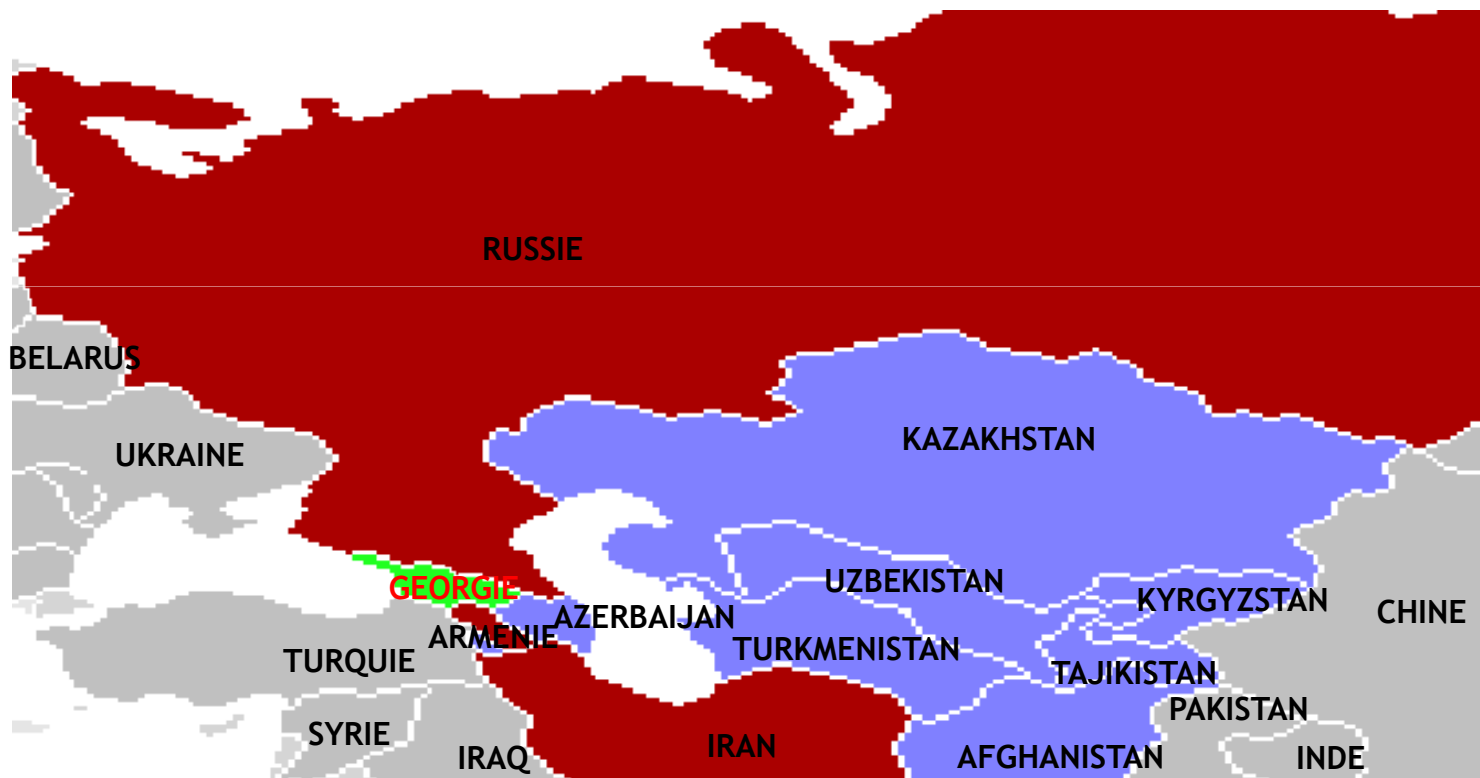 RUSSIE
BELARUS
UKRAINE
KAZAKHSTAN
GEORGIE
UZBEKISTAN
KYRGYZSTAN
CHINE
AZERBAIJAN
ARMENIE
TURKMENISTAN
TURQUIE
TAJIKISTAN
PAKISTAN
SYRIE
IRAN
IRAQ
AFGHANISTAN
INDE